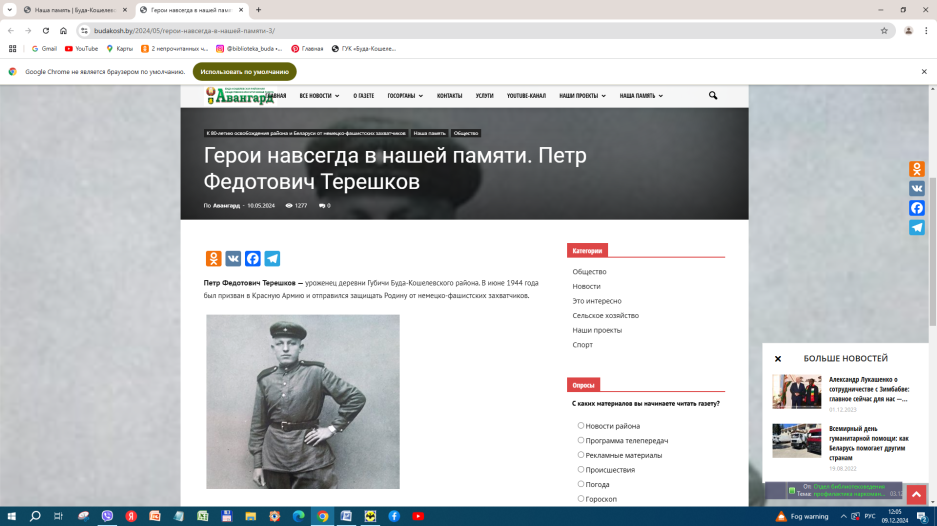 Наша память | Буда-Кошелевс
Герои навсегда в нашей памят
budakosh.by/2024/05/герои-навсегда-в-нашей-памяти-3/
Gmail
YouTube
Карты
2 непрочитанных ч...
@biblioteka_buda •...
Главная
ГУК «Буда-Кошеле...
Google Chrome не является браузером по умолчанию.
Использовать по умолчанию
Авангард
ГЛАВНАЯ
ВСЕ НОВОСТИ
О ГАЗЕТЕ
ГОСОРГАНЫ
КОНТАКТЫ
УСЛУГИ
YOUTUBE-КАНАЛ
НАШИ ПРОЕКТЫ
НАША ПАМЯТЬ
К 80-летию освобождения района и Беларуси от немецко-фашистских захватчиков
Наша память
Общество
Герои навсегда в нашей памяти. Петр
Федотович Терешков
По Авангард - 10.05.2024
1277
0
Петр Федотович Терешков — уроженец деревни Губичи Буда-Кошелевского района. В июне 1944 года
был призван в Красную Армию и отправился защищать Родину от немецко-фашистских захватчиков.
Категории
Общество
Новости
Это интересно
Сельское хозяйство
Наши проекты
Спорт
Опросы
С каких материалов вы начинаете читать газету?
Новости района
Программа телепередач
Рекламные материалы
Происшествия
Погода
Гороскоп
БОЛЬШЕ НОВОСТЕЙ
Александр Лукашенко о
сотрудничестве с Зимбабве:
главное сейчас для нас —...
01.12.2023
Всемирный день
гуманитарной помощи: как
Беларусь помогает другим
странам
19.08.2022
От: Отдел библиотековедения
Тема: профилактика наркоман... 03.12
Fog warning
РУС
12:05
09.12.2024